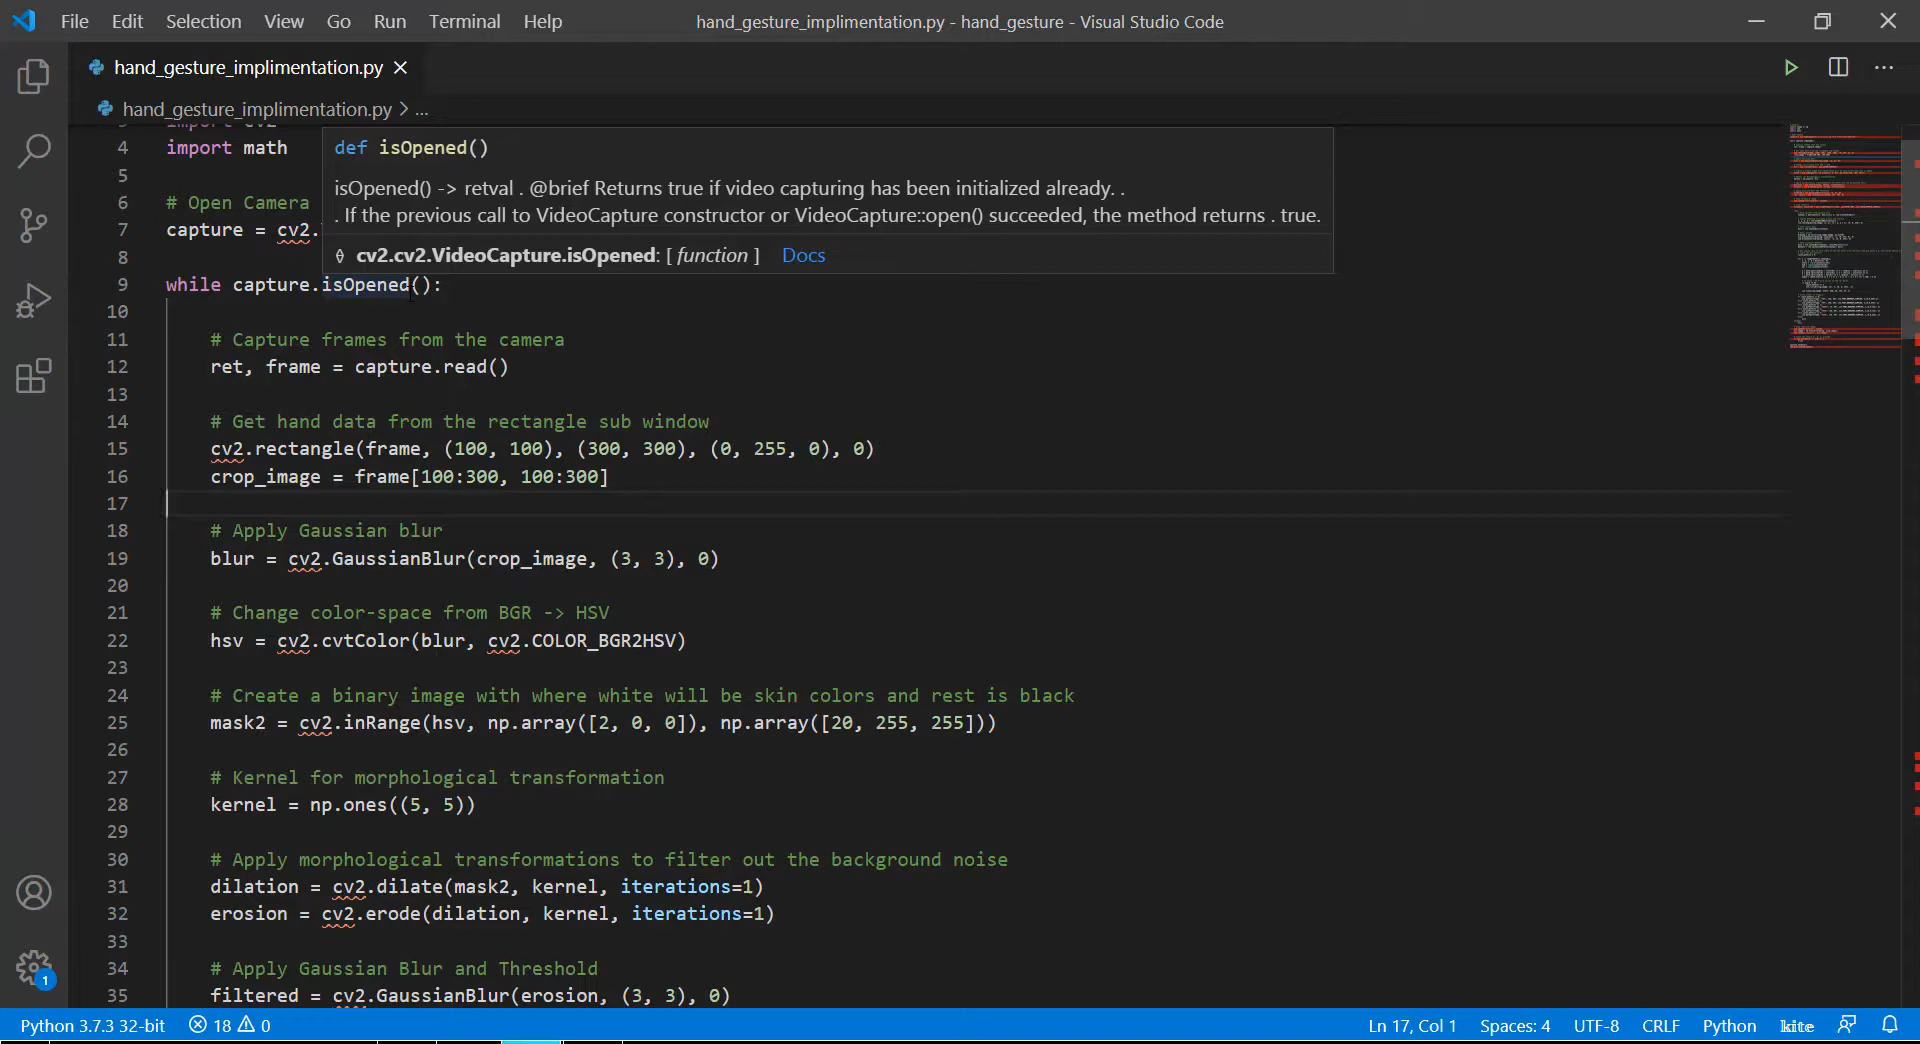 File Edit Selection View Go Run Terminal Help hand_gesture_implimentation.py - hand_gesture - Visual Studio Code
hand_gesture_implimentation.py
hand_gesture_implimentation.py > ...
4 import math
5
6 # Open Camera
7 capture = cv2.
8
def isOpened()
isOpened() -> retval . @brief Returns true if video capturing has been initialized already. .
. If the previous call to VideoCapture constructor or VideoCapture::open() succeeded, the method returns . true.
cv2.cv2.VideoCapture.isOpened: [ function ] Docs
9 while capture.isOpened():
10
11 # Capture frames from the camera
12 ret, frame = capture.read()
13
14 # Get hand data from the rectangle sub window
15 cv2.rectangle(frame, (100, 100), (300, 300), (0, 255, 0), 0)
16 crop_image = frame[100:300, 100:300]
17
18 # Apply Gaussian blur
19 blur = cv2.GaussianBlur(crop_image, (3, 3), 0)
20
21 # Change color-space from BGR -> HSV
22 hsv = cv2.cvtColor(blur, cv2.COLOR_BGR2HSV)
23
24 # Create a binary image with where white will be skin colors and rest is black
25 mask2 = cv2.inRange(hsv, np.array([2, 0, 0]), np.array([20, 255, 255]))
26
27 # Kernel for morphological transformation
28 kernel = np.ones((5, 5))
29
30 # Apply morphological transformations to filter out the background noise
31 dilation = cv2.dilate(mask2, kernel, iterations=1)
32 erosion = cv2.erode(dilation, kernel, iterations=1)
33
34 # Apply Gaussian Blur and Threshold
35 filtered = cv2.GaussianBlur(erosion, (3, 3), 0)
1
Python 3.7.3 32-bit 18 0 Ln 17, Col 1 Spaces: 4 UTF-8 CRLF Python kite